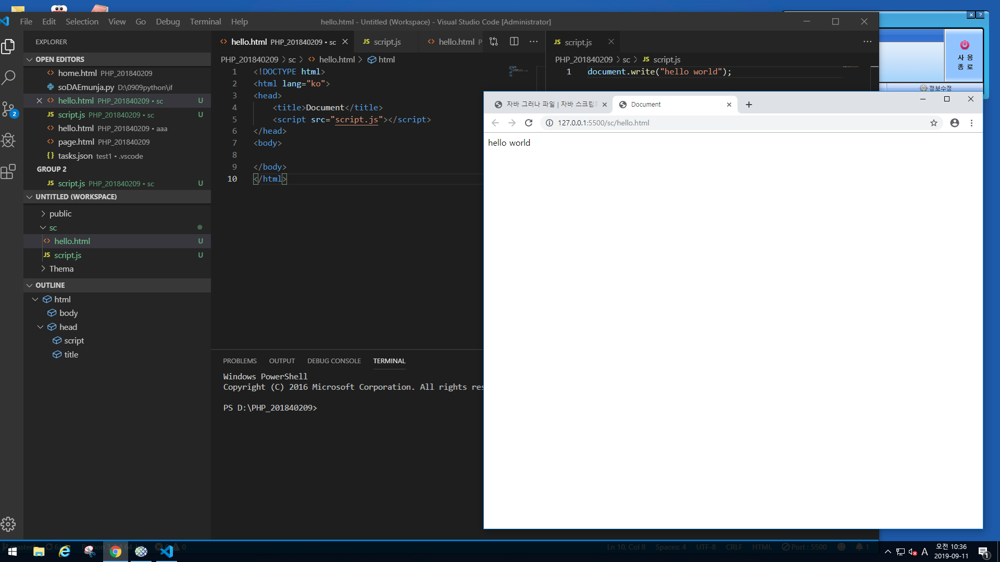 File Edit Selection View Go Debug Terminal Help
hello.html - Untitled (Workspace) - Visual Studio Code [Administrator]
EXPLORER
OPEN EDITORS
home.html PHP_201840209
soDAEmunja.py D:\0909python\if
hello.html PHP_201840209 • sc U
script.js PHP_201840209 • sc U
hello.html PHP_201840209 • aaa
page.html PHP_201840209
tasks.json test1 • .vscode
GROUP 2
script.js PHP_201840209 • sc U
UNTITLED (WORKSPACE)
public
sc
hello.html U
script.js U
Thema
OUTLINE
html
body
head
script
title
2
hello.html PHP_201840209 • sc
script.js
hello.html P
PHP_201840209 > sc > hello.html > html
1 <!DOCTYPE html>
2 <html lang="ko">
3 <head>
4 <title>Document</title>
5 <script src="script.js"></script>
6 </head>
7 <body>
8
9 </body>
10 </html>
script.js
PHP_201840209 > sc > script.js
1 document.write("hello world");
PROBLEMS OUTPUT DEBUG CONSOLE TERMINAL
Windows PowerShell
Copyright (C) 2016 Microsoft Corporation. All rights res
PS D:\PHP_201840209>
사 용
종 료
정보수정
자바 그러나 파일 | 자바 스크립트
Document
127.0.0.1:5500/sc/hello.html
hello world
Ln 10, Col 8 Spaces: 4 UTF-8 CRLF HTML Port : 5500 1
A
오전 10:36
2019-09-11
1